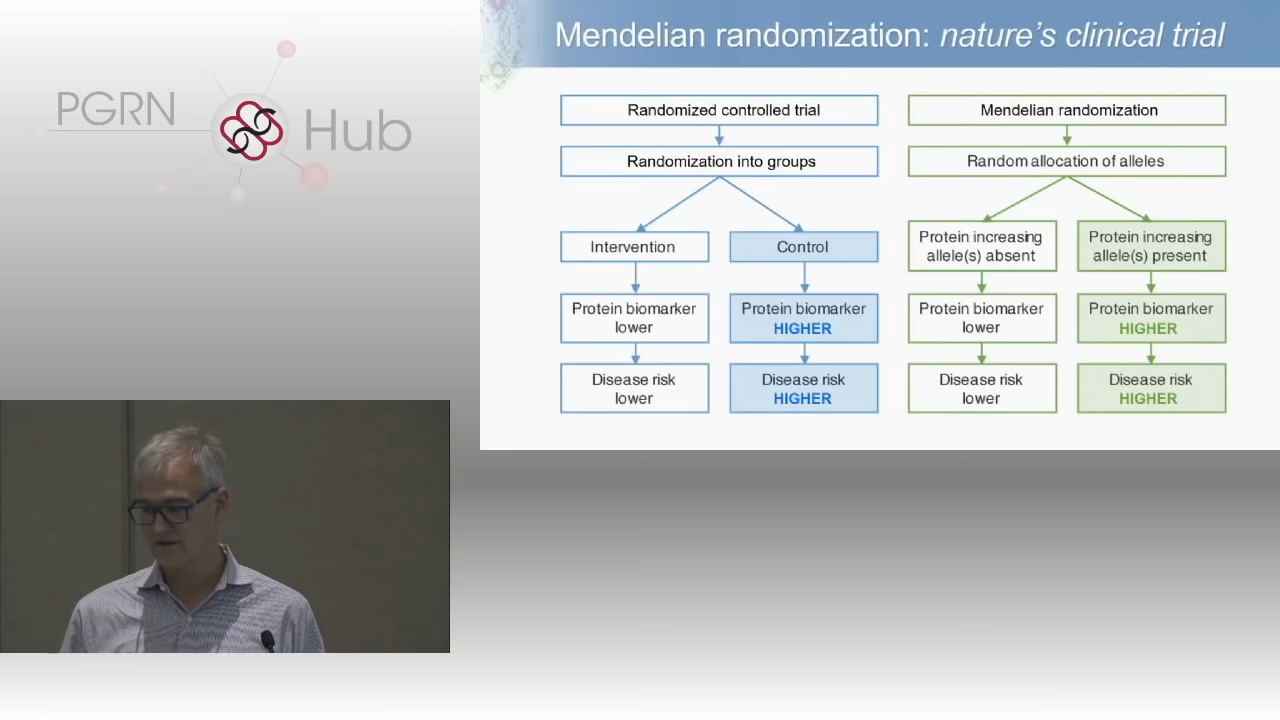 PGRN Hub
Mendelian randomization: nature's clinical trial
Randomized controlled trial
Randomization into groups
Intervention
Control
Protein biomarker
lower
Protein biomarker
HIGHER
Disease risk
lower
Disease risk
HIGHER
Mendelian randomization
Random allocation of alleles
Protein increasing
allele(s) absent
Protein increasing
allele(s) present
Protein biomarker
lower
Protein biomarker
HIGHER
Disease risk
lower
Disease risk
HIGHER